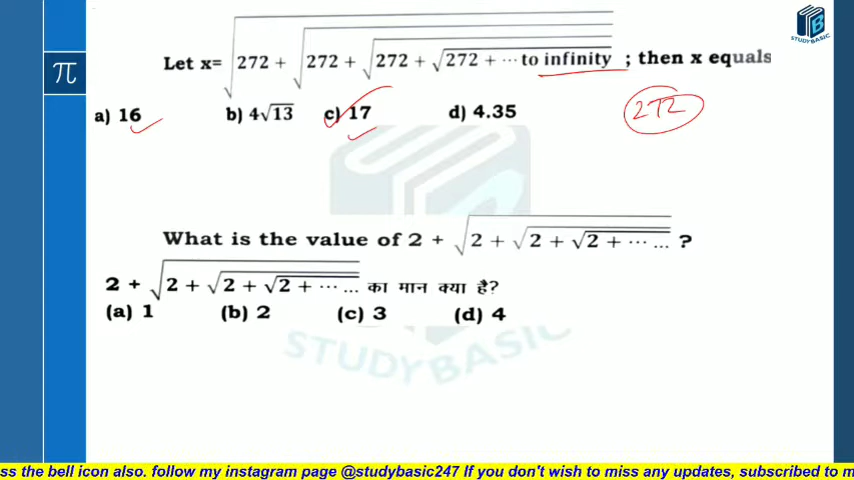 π
STUDYBASIC
Let x= √272 + √272 + √272 + √272 + ··· to infinity ; then x equals
a) 16 b) 4√13 c) 17 d) 4.35
272
What is the value of 2 + √2 + √2 + √2 + ··· ... ?
2 + √2 + √2 + √2 + ··· ... का मान क्या है?
(a) 1 (b) 2 (c) 3 (d) 4
STUDYBASIC
ss the bell icon also. follow my instagram page @studybasic247 If you don't wish to miss any updates, subscribed to m